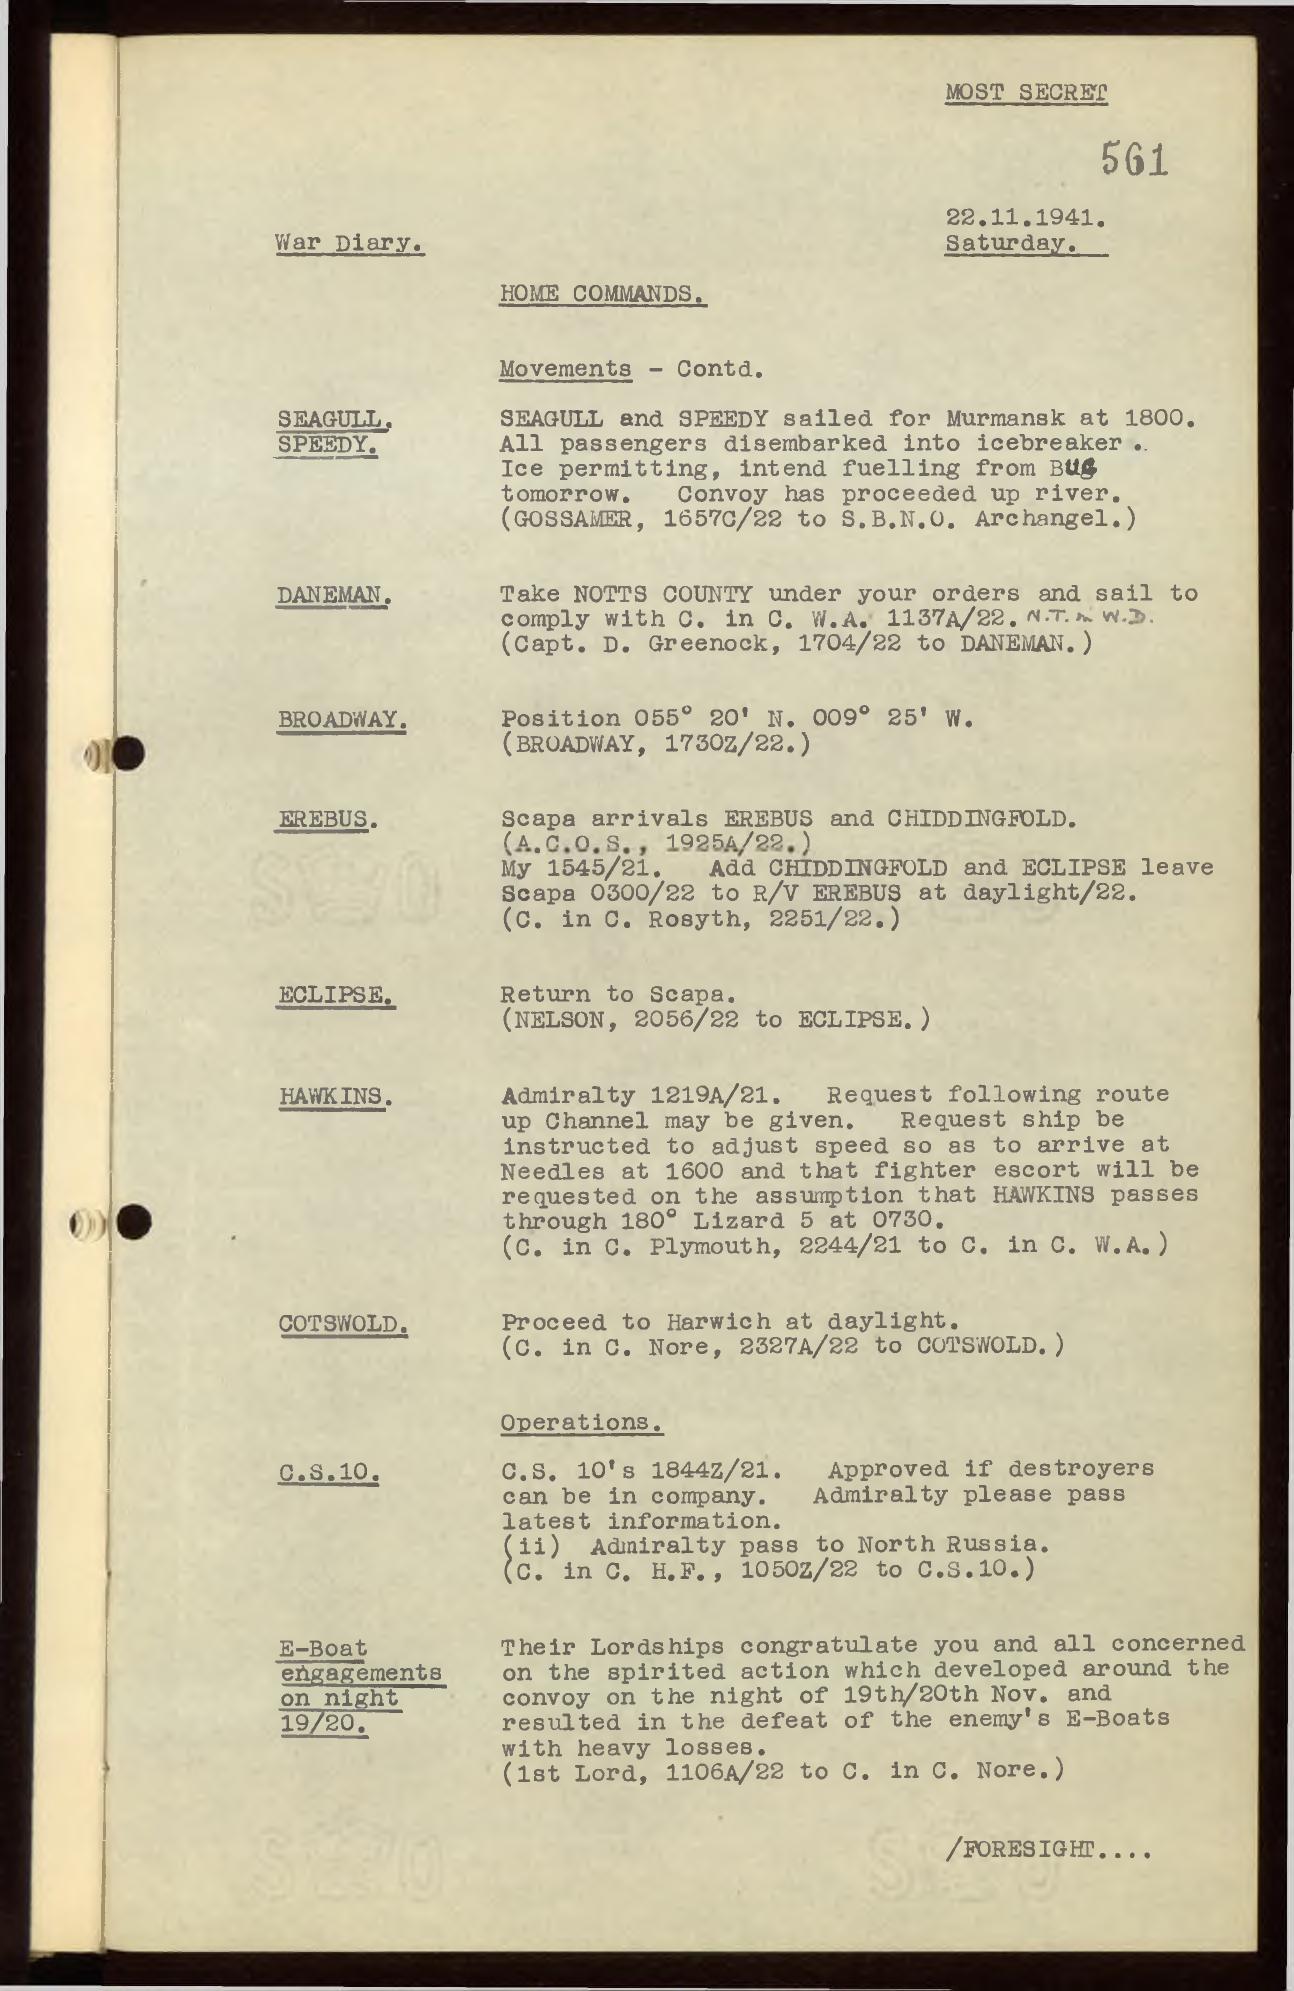 MOST SECRET
561
22.11.1941.
War Diary.
Saturday.
HOME COMMANDS.
Movements - Contd.
SEAGULL.
SPEEDY.
SEAGULL and SPEEDY sailed for Murmansk at 1800.
All passengers disembarked into icebreaker ..
Ice permitting, intend fuelling from BUG
tomorrow. Convoy has proceeded up river.
(GOSSAMER, 1657C/22 to S.B.N.O. Archangel.)
DANEMAN.
Take NOTTS COUNTY under your orders and sail to
comply with C. in C. W.A. 1137A/22. N.T. in W.D.
(Capt. D. Greenock, 1704/22 to DANEMAN.)
BROADWAY.
Position 055° 20' N. 009° 25' W.
(BROADWAY, 1730Z/22.)
EREBUS.
Scapa arrivals EREBUS and CHIDDINGFOLD.
(A.C.O.S., 1925A/22.)
My 1545/21. Add CHIDDINGFOLD and ECLIPSE leave
Scapa 0300/22 to R/V EREBUS at daylight/22.
(C. in C. Rosyth, 2251/22.)
ECLIPSE.
Return to Scapa.
(NELSON, 2056/22 to ECLIPSE.)
HAWKINS.
Admiralty 1219A/21. Request following route
up Channel may be given. Request ship be
instructed to adjust speed so as to arrive at
Needles at 1600 and that fighter escort will be
requested on the assumption that HAWKINS passes
through 180° Lizard 5 at 0730.
(C. in C. Plymouth, 2244/21 to C. in C. W.A.)
COTSWOLD.
Proceed to Harwich at daylight.
(C. in C. Nore, 2327A/22 to COTSWOLD.)
Operations.
C.S.10.
C.S. 10's 1844Z/21. Approved if destroyers
can be in company. Admiralty please pass
latest information.
(ii) Admiralty pass to North Russia.
(C. in C. H.F., 1050Z/22 to C.S.10.)
E-Boat
engagements
on night
19/20.
Their Lordships congratulate you and all concerned
on the spirited action which developed around the
convoy on the night of 19th/20th Nov. and
resulted in the defeat of the enemy's E-Boats
with heavy losses.
(1st Lord, 1106A/22 to C. in C. Nore.)
/FORESIGHT....